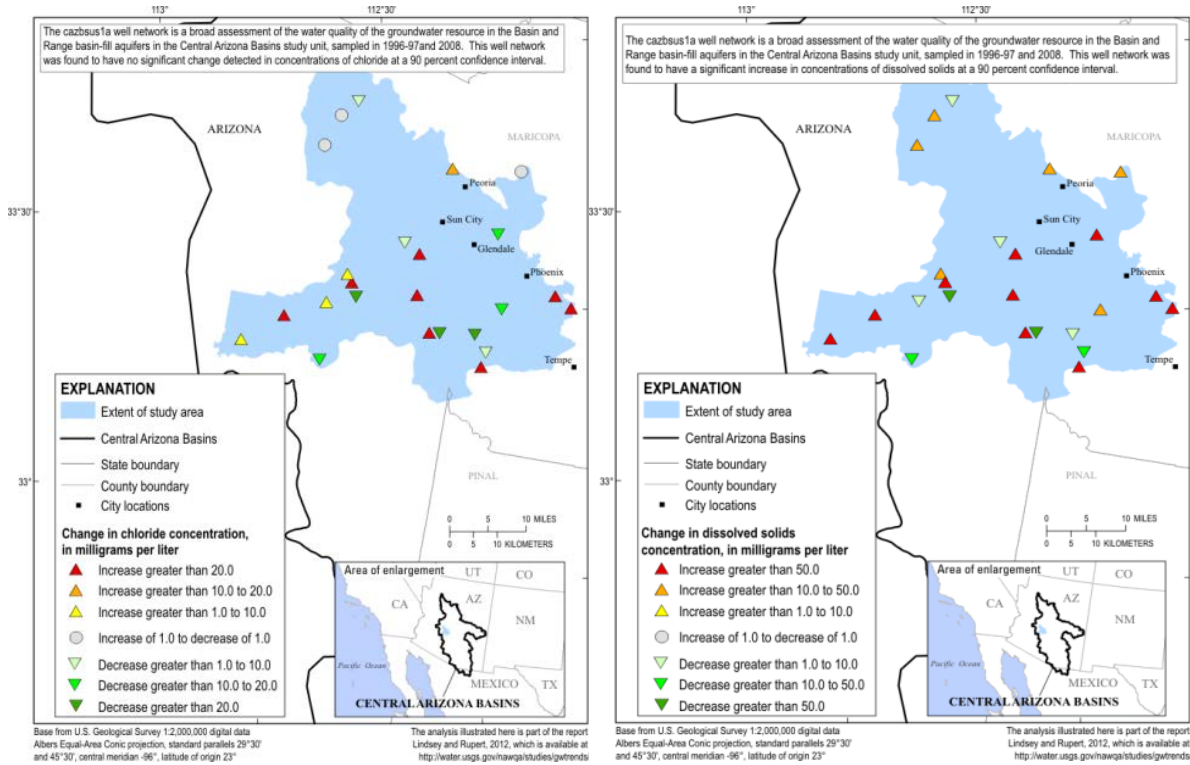 113°
112°30'
The cazbsus1a well network is a broad assessment of the water quality of the groundwater resource in the Basin and
Range basin-fill aquifers in the Central Arizona Basins study unit, sampled in 1996-97and 2008. This well network
was found to have no significant change detected in concentrations of chloride at a 90 percent confidence interval.
ARIZONA
MARICOPA
Peoria
33°30'
Sun City
Glendale
Phoenix
Tempe
EXPLANATION
Extent of study area
Central Arizona Basins
State boundary
County boundary
City locations
PINAL
33°
0 5 10 MILES
0 5 10 KILOMETERS
Change in chloride concentration,
in milligrams per liter
Increase greater than 20.0
Increase greater than 10.0 to 20.0
Increase greater than 1.0 to 10.0
Increase of 1.0 to decrease of 1.0
Decrease greater than 1.0 to 10.0
Decrease greater than 10.0 to 20.0
Decrease greater than 20.0
Area of enlargement
UT
CO
CA
AZ
NM
Pacific Ocean
MEXICO
TX
CENTRAL ARIZONA BASINS
Base from U.S. Geological Survey 1:2,000,000 digital data
Albers Equal-Area Conic projection, standard parallels 29°30'
and 45°30', central meridian -96°, latitude of origin 23°
The analysis illustrated here is part of the report
Lindsey and Rupert, 2012, which is available at
http://water.usgs.gov/nawqa/studies/gwtrends
113°
112°30'
The cazbsus1a well network is a broad assessment of the water quality of the groundwater resource in the Basin and
Range basin-fill aquifers in the Central Arizona Basins study unit, sampled in 1996-97 and 2008. This well network was
found to have a significant increase in concentrations of dissolved solids at a 90 percent confidence interval.
ARIZONA
MARICOPA
Peoria
33°30'
Sun City
Glendale
Phoenix
Tempe
EXPLANATION
Extent of study area
Central Arizona Basins
State boundary
County boundary
City locations
PINAL
33°
0 5 10 MILES
0 5 10 KILOMETERS
Change in dissolved solids
concentration, in milligrams per liter
Increase greater than 50.0
Increase greater than 10.0 to 50.0
Increase greater than 1.0 to 10.0
Increase of 1.0 to decrease of 1.0
Decrease greater than 1.0 to 10.0
Decrease greater than 10.0 to 50.0
Decrease greater than 50.0
Area of enlargement
UT
CO
CA
AZ
NM
Pacific Ocean
MEXICO
TX
CENTRAL ARIZONA BASINS
Base from U.S. Geological Survey 1:2,000,000 digital data
Albers Equal-Area Conic projection, standard parallels 29°30'
and 45°30', central meridian -96°, latitude of origin 23°
The analysis illustrated here is part of the report
Lindsey and Rupert, 2012, which is available at
http://water.usgs.gov/nawqa/studies/gwtrends